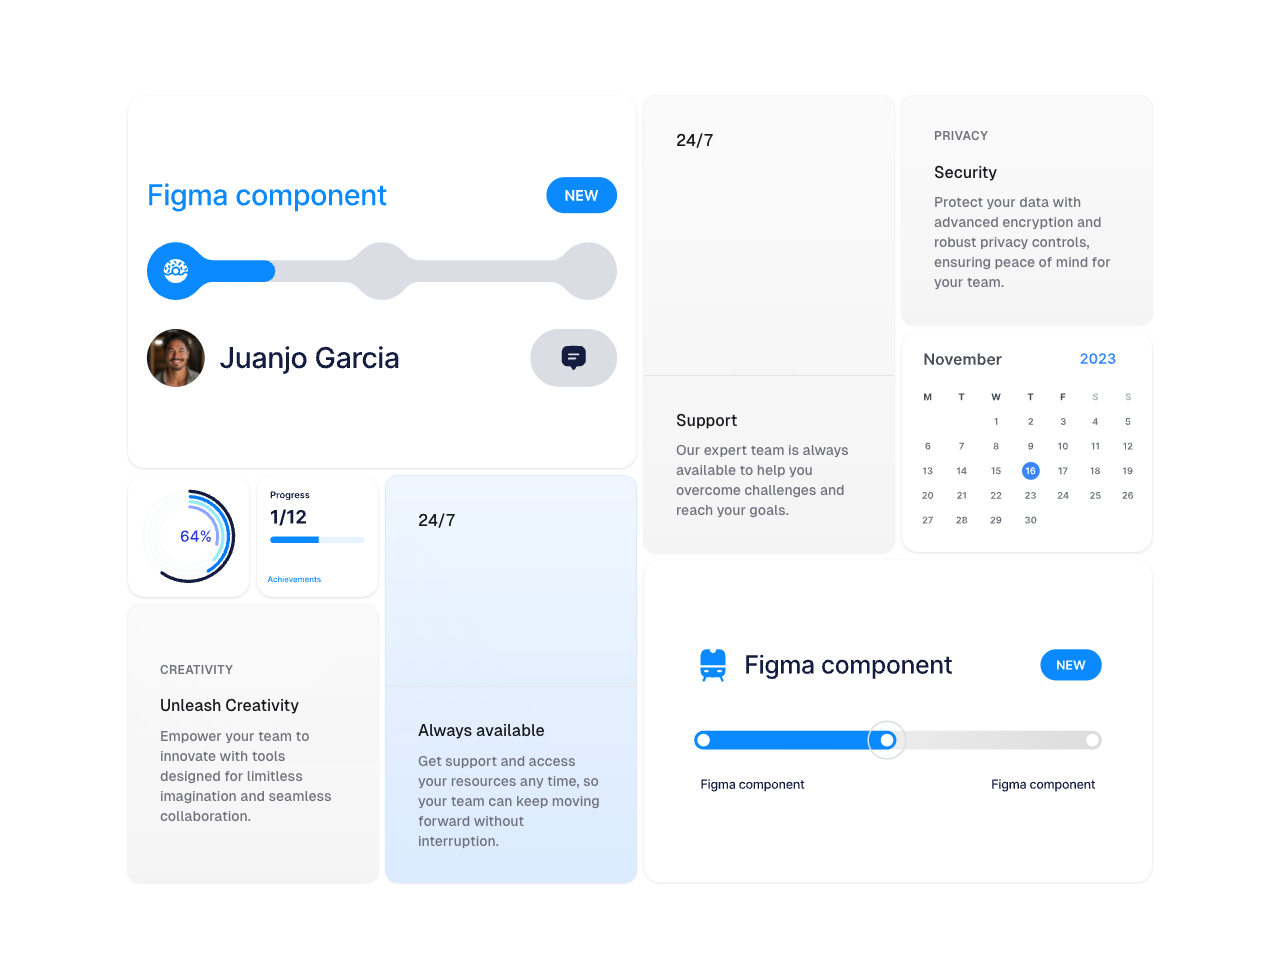 Figma component
NEW
Juanjo Garcia
24/7
Support
Our expert team is always
available to help you
overcome challenges and
reach your goals.
PRIVACY
Security
Protect your data with
advanced encryption and
robust privacy controls,
ensuring peace of mind for
your team.
November 2023
M T W T F S S
1 2 3 4 5
6 7 8 9 10 11 12
13 14 15 16 17 18 19
20 21 22 23 24 25 26
27 28 29 30
64%
Progress
1/12
Achievements
CREATIVITY
Unleash Creativity
Empower your team to
innovate with tools
designed for limitless
imagination and seamless
collaboration.
24/7
Always available
Get support and access
your resources any time, so
your team can keep moving
forward without
interruption.
Figma component
NEW
Figma component
Figma component